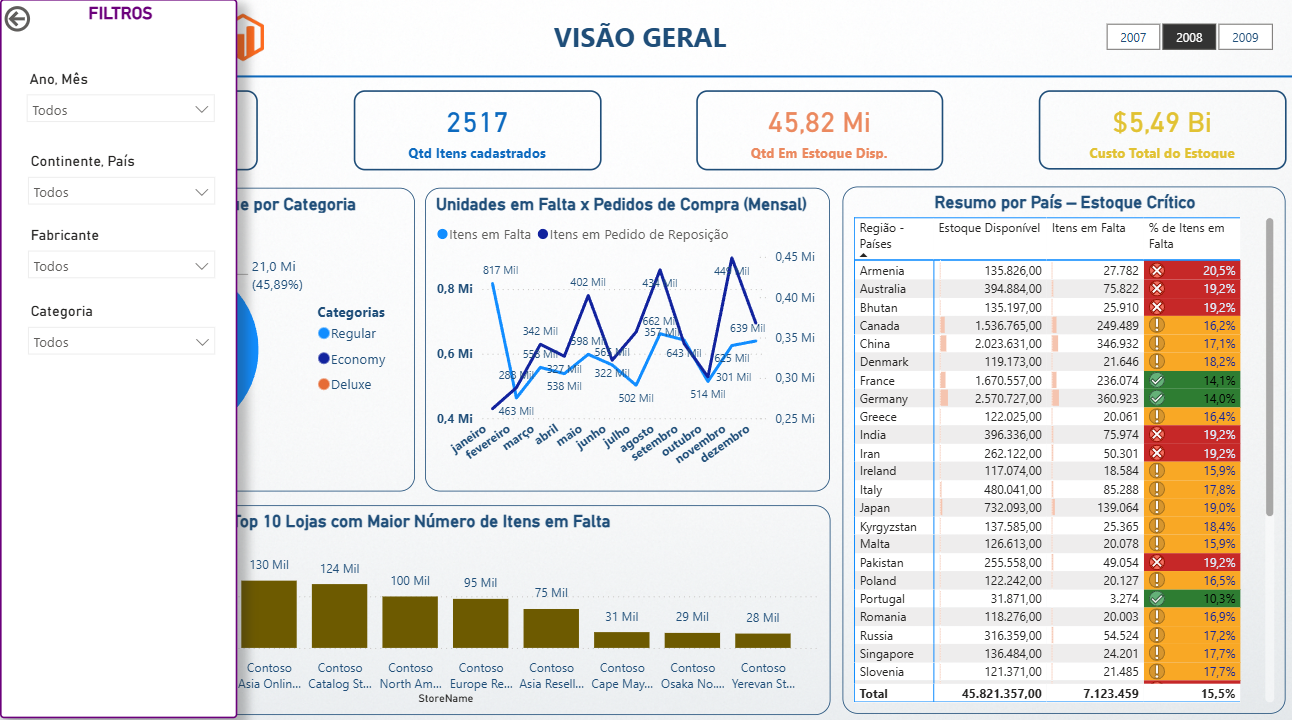 FILTROS
Ano, Mês
Todos
Continente, País
Todos
Fabricante
Todos
Categoria
Todos
VISÃO GERAL
2007
2008
2009
2517
Qtd Itens cadastrados
45,82 Mi
Qtd Em Estoque Disp.
$5,49 Bi
Custo Total do Estoque
ue por Categoria
21,0 Mi
(45,89%)
Categorias
Regular
Economy
Deluxe
Unidades em Falta x Pedidos de Compra (Mensal)
Itens em Falta
Itens em Pedido de Reposição
0,8 Mi
0,6 Mi
0,4 Mi
0,45 Mi
0,40 Mi
0,35 Mi
0,30 Mi
0,25 Mi
817 Mil
463 Mil
538 Mil
598 Mil
502 Mil
662 Mil
643 Mil
514 Mil
625 Mil
639 Mil
342 Mil
327 Mil
402 Mil
322 Mil
357 Mil
301 Mil
janeiro
fevereiro
março
abril
maio
junho
julho
agosto
setembro
outubro
novembro
dezembro
Top 10 Lojas com Maior Número de Itens em Falta
130 Mil
124 Mil
100 Mil
95 Mil
75 Mil
31 Mil
29 Mil
28 Mil
Contoso Asia Onlin...
Contoso Catalog St...
Contoso North Am...
Contoso Europe Re...
Contoso Asia Resell...
Contoso Cape May...
Contoso Osaka No....
Contoso Yerevan St...
StoreName
Resumo por País – Estoque Crítico
Região - Países Estoque Disponível Itens em Falta % de Itens em Falta
Armenia 135.826,00 27.782 20,5%
Australia 394.884,00 75.822 19,2%
Bhutan 135.197,00 25.910 19,2%
Canada 1.536.765,00 249.489 16,2%
China 2.023.631,00 346.932 17,1%
Denmark 119.173,00 21.646 18,2%
France 1.670.557,00 236.074 14,1%
Germany 2.570.727,00 360.923 14,0%
Greece 122.025,00 20.061 16,4%
India 396.336,00 75.974 19,2%
Iran 262.122,00 50.301 19,2%
Ireland 117.074,00 18.584 15,9%
Italy 480.041,00 85.288 17,8%
Japan 732.093,00 139.064 19,0%
Kyrgyzstan 137.585,00 25.365 18,4%
Malta 126.613,00 20.078 15,9%
Pakistan 255.558,00 49.054 19,2%
Poland 122.242,00 20.127 16,5%
Portugal 31.871,00 3.274 10,3%
Romania 118.276,00 20.003 16,9%
Russia 316.359,00 54.524 17,2%
Singapore 136.484,00 24.201 17,7%
Slovenia 121.371,00 21.485 17,7%
Total 45.821.357,00 7.123.459 15,5%